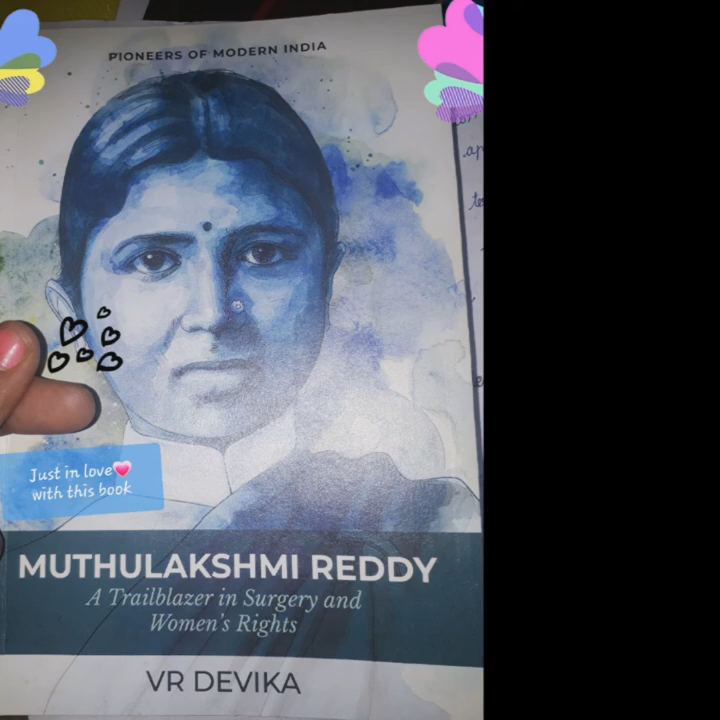 PIONEERS OF MODERN INDIA
Just in love💗
with this book
MUTHULAKSHMI REDDY
A Trailblazer in Surgery and
Women's Rights
VR DEVIKA